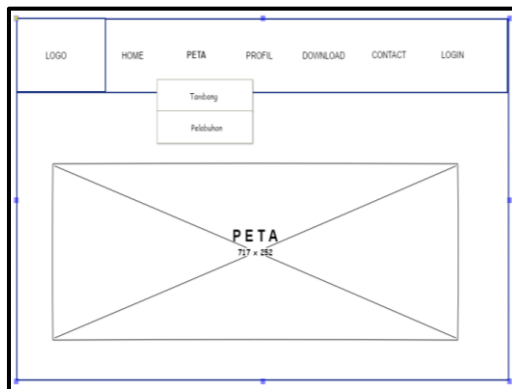 LOGO HOME PETA PROFIL DOWNLOAD CONTACT LOGIN
Tambang
Pelabuhan
PETA
717 x 252